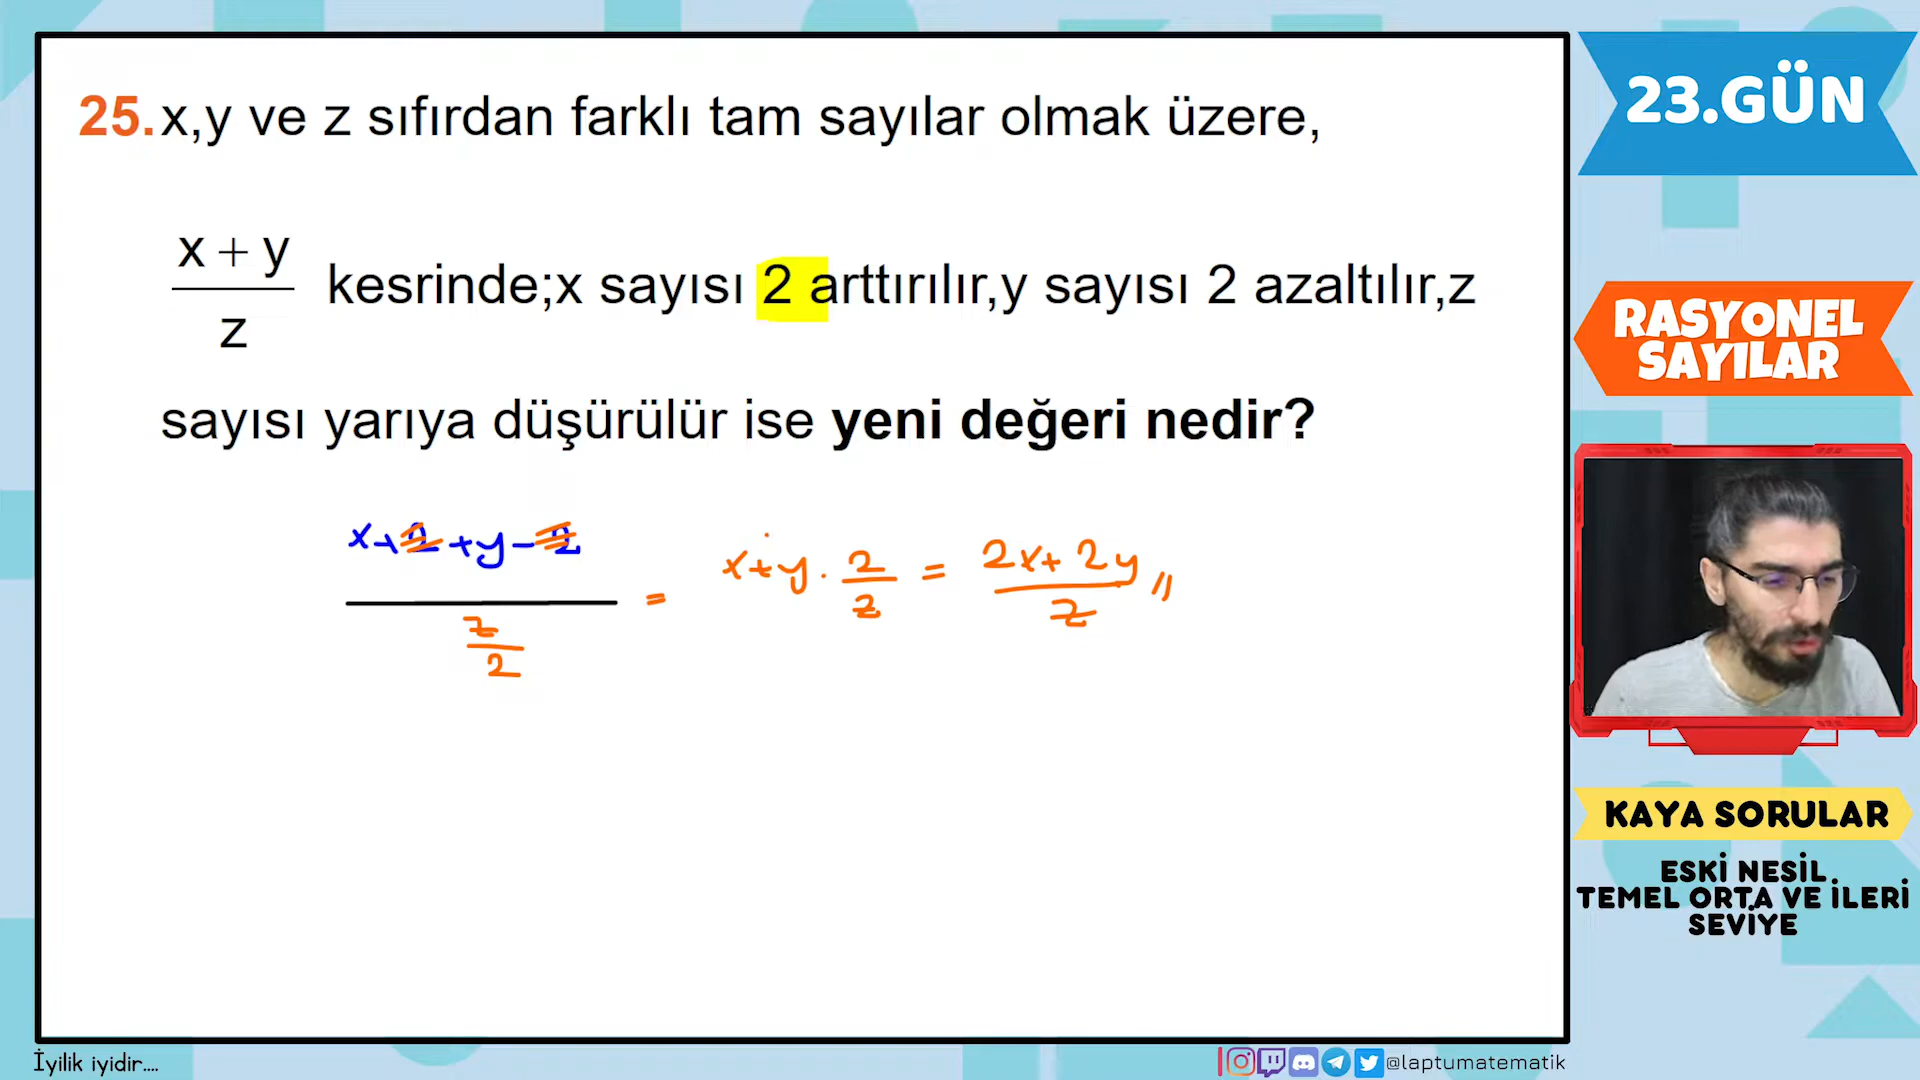 25. x,y ve z sıfırdan farklı tam sayılar olmak üzere,
x + y
z
kesrinde;x sayısı 2 arttırılır,y sayısı 2 azaltılır,z
sayısı yarıya düşürülür ise yeni değeri nedir?
x+2+y-2
z
2
= x+y . 2/z = 2x+2y/z //
23.GÜN
RASYONEL
SAYILAR
KAYA SORULAR
ESKİ NESİL
TEMEL ORTA VE İLERİ
SEVİYE
İyilik iyidir....
@laptumatematik